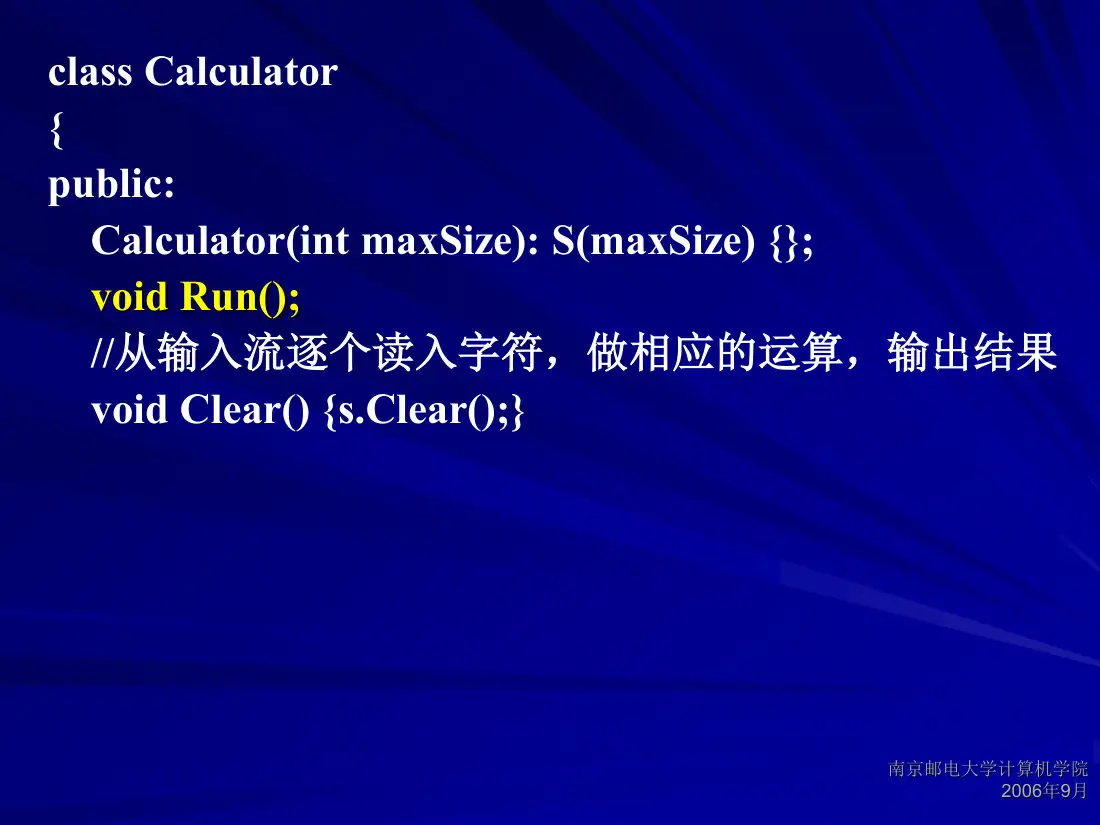 class Calculator
{
public:
Calculator(int maxSize): S(maxSize) {};
void Run();
//从输入流逐个读入字符，做相应的运算，输出结果
void Clear() {s.Clear();}
南京邮电大学计算机学院
2006年9月